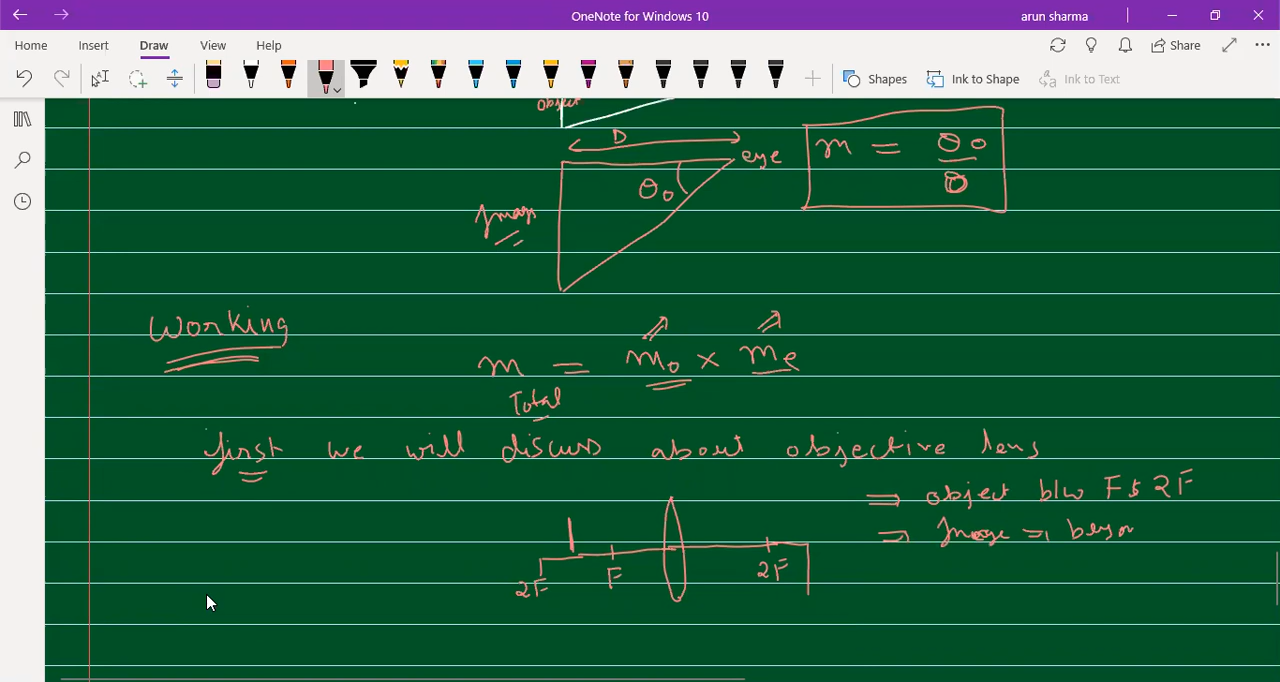 OneNote for Windows 10
arun sharma
Home Insert Draw View Help
Share
Shapes Ink to Shape Ink to Text
object
D
eye
m = θo
θ
θo
Image
Working
m = mo × me
Total
first we will discuss about objective lens
⇒ object b/w F & 2F
⇒ Image ⇒ beyon
2F F 2F